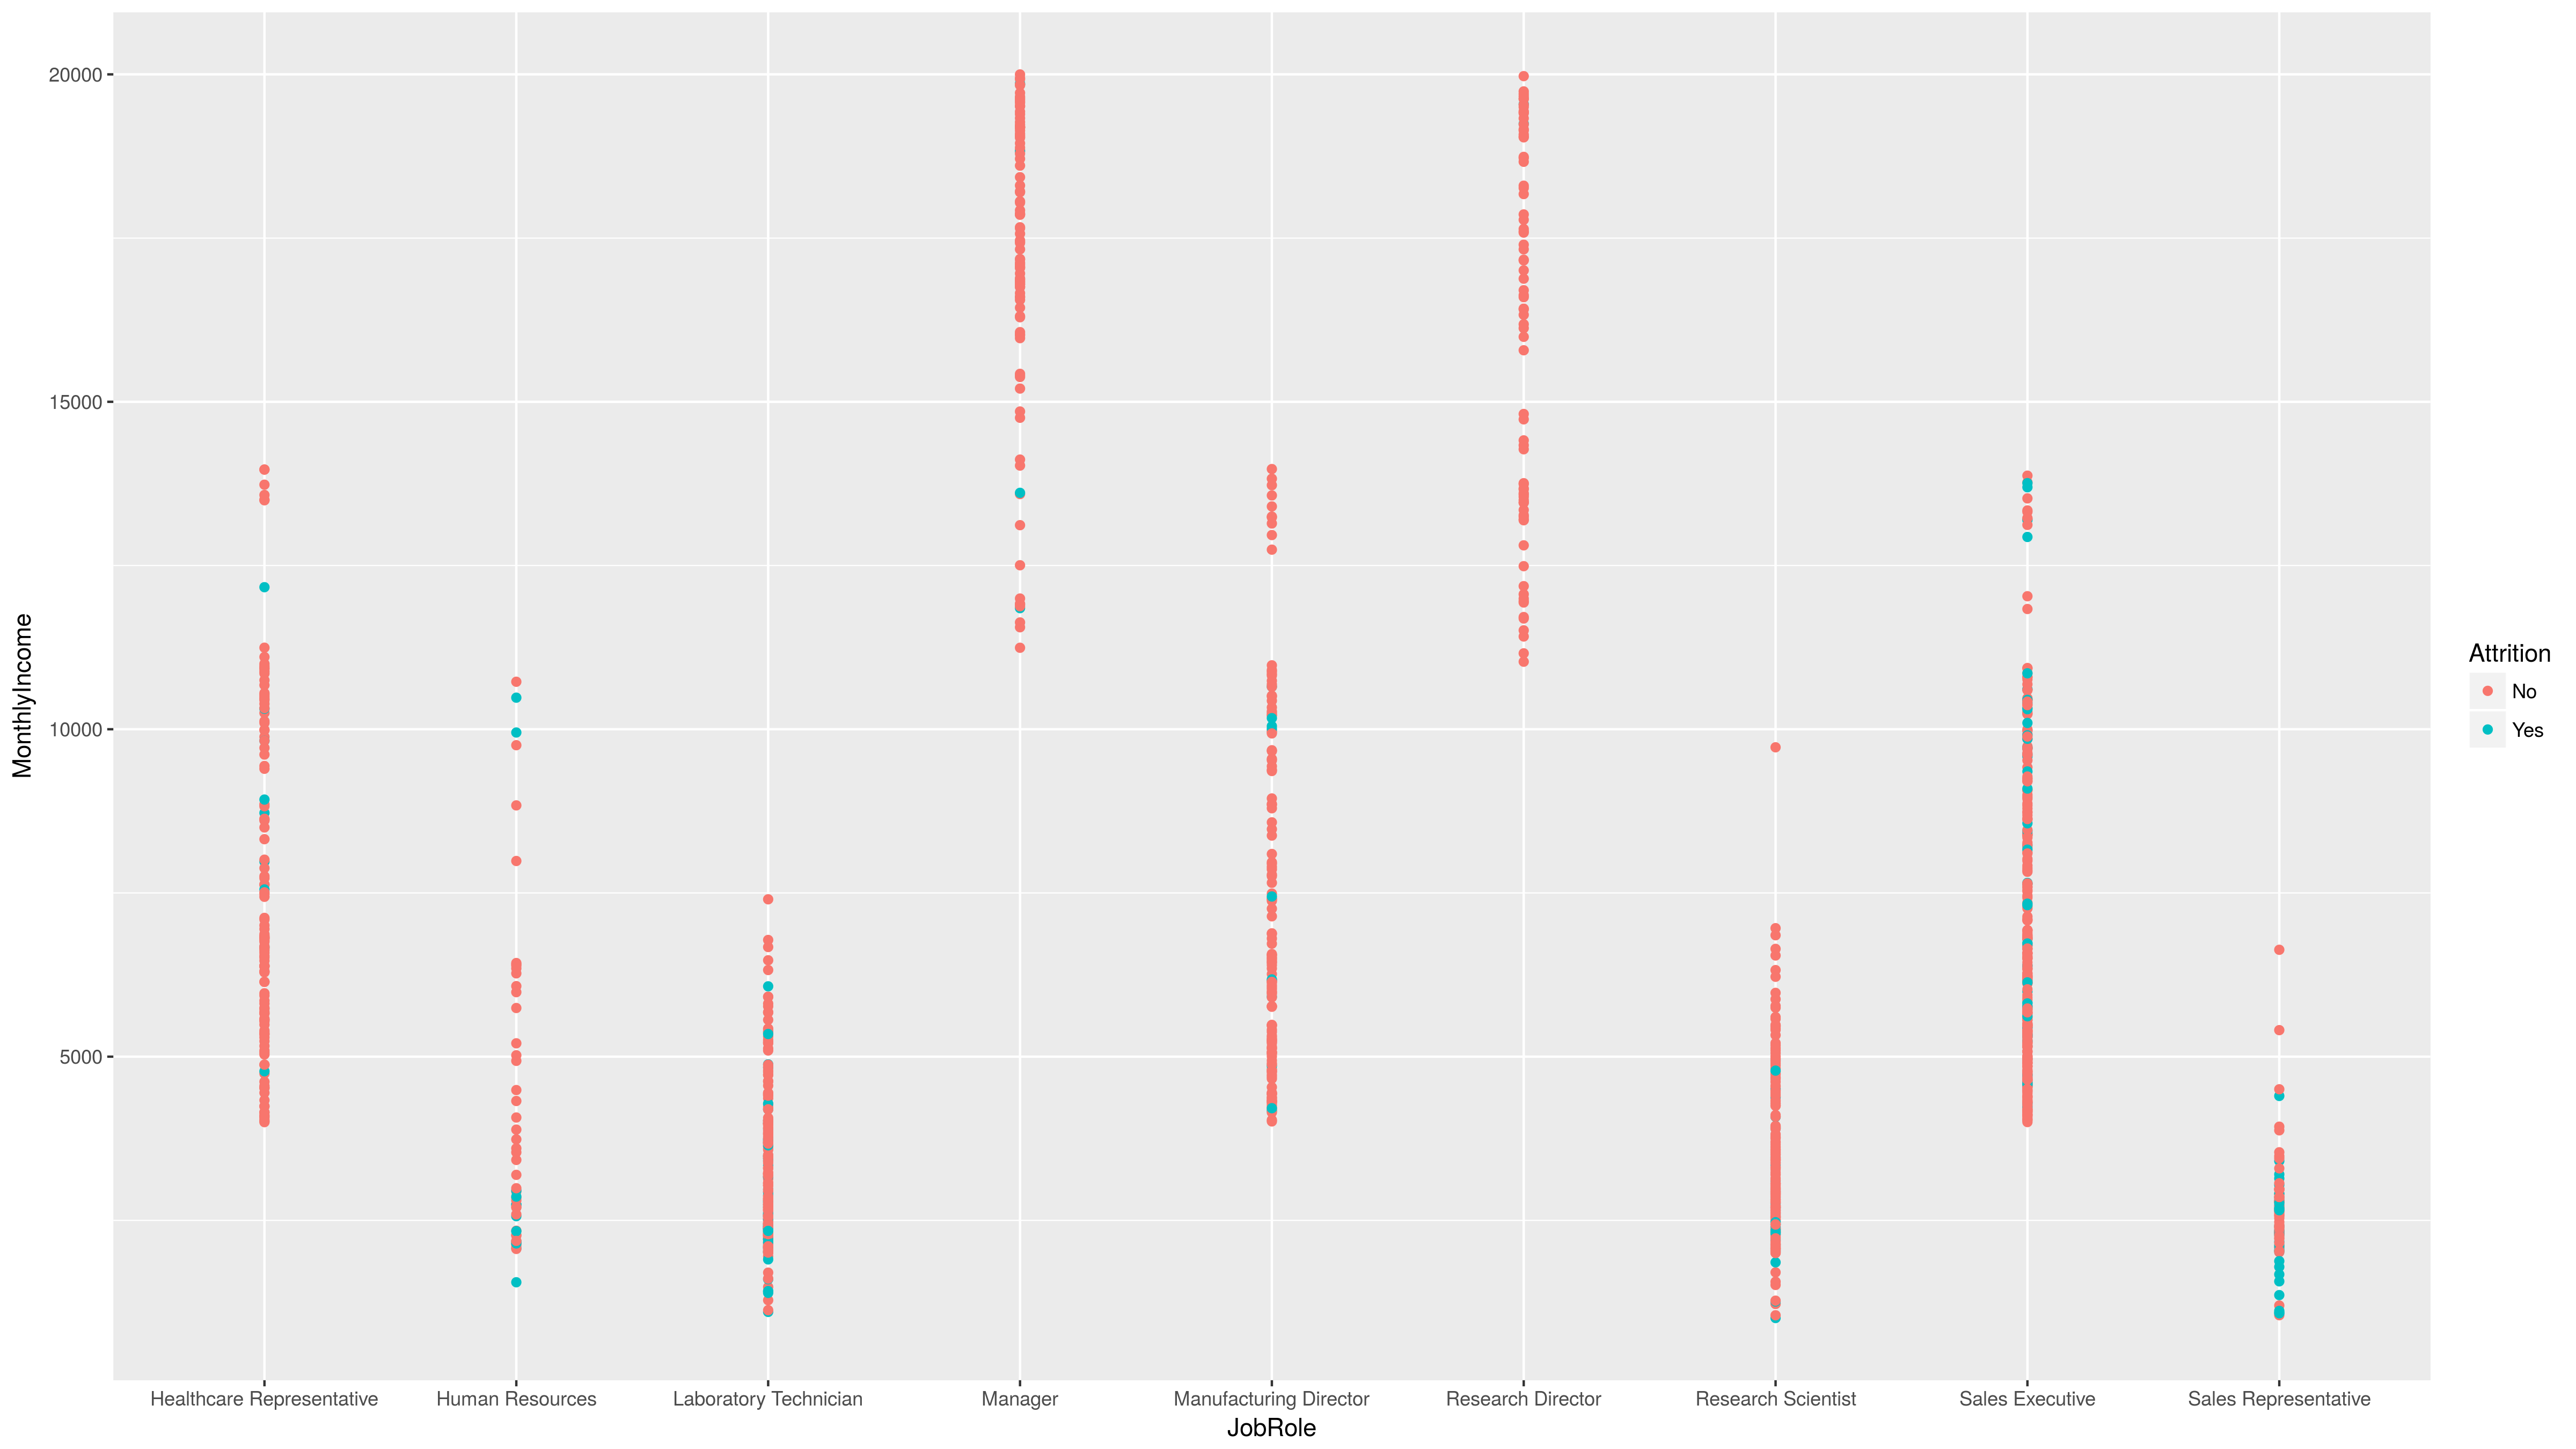 20000
15000
10000
5000
MonthlyIncome
Healthcare Representative
Human Resources
Laboratory Technician
Manager
Manufacturing Director
Research Director
Research Scientist
Sales Executive
Sales Representative
JobRole
Attrition
No
Yes